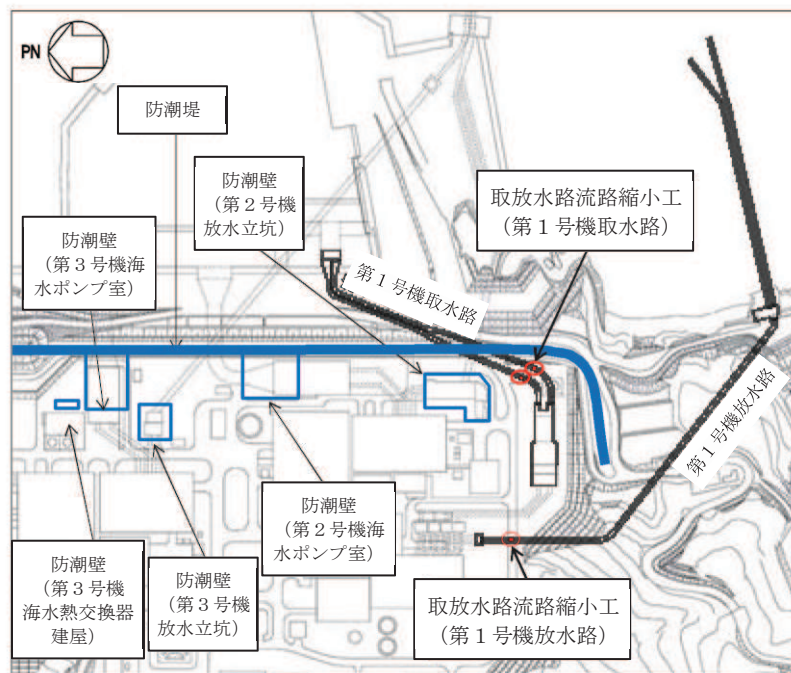 PN
防潮堤
防潮壁
（第２号機
放水立坑）
取放水路流路縮小工
（第１号機取水路）
防潮壁
（第３号機海
水ポンプ室）
第１号機取水路
第１号機放水路
防潮壁
（第３号機
海水熱交換器
建屋）
防潮壁
（第３号機
放水立坑）
防潮壁
（第２号機海
水ポンプ室）
取放水路流路縮小工
（第１号機放水路）